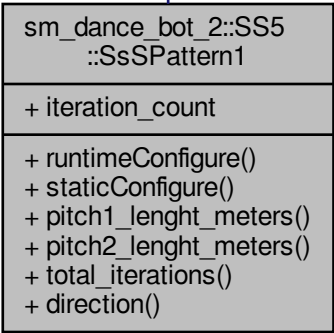 sm_dance_bot_2::SS5
::SsSPattern1
+ iteration_count
+ runtimeConfigure()
+ staticConfigure()
+ pitch1_lenght_meters()
+ pitch2_lenght_meters()
+ total_iterations()
+ direction()